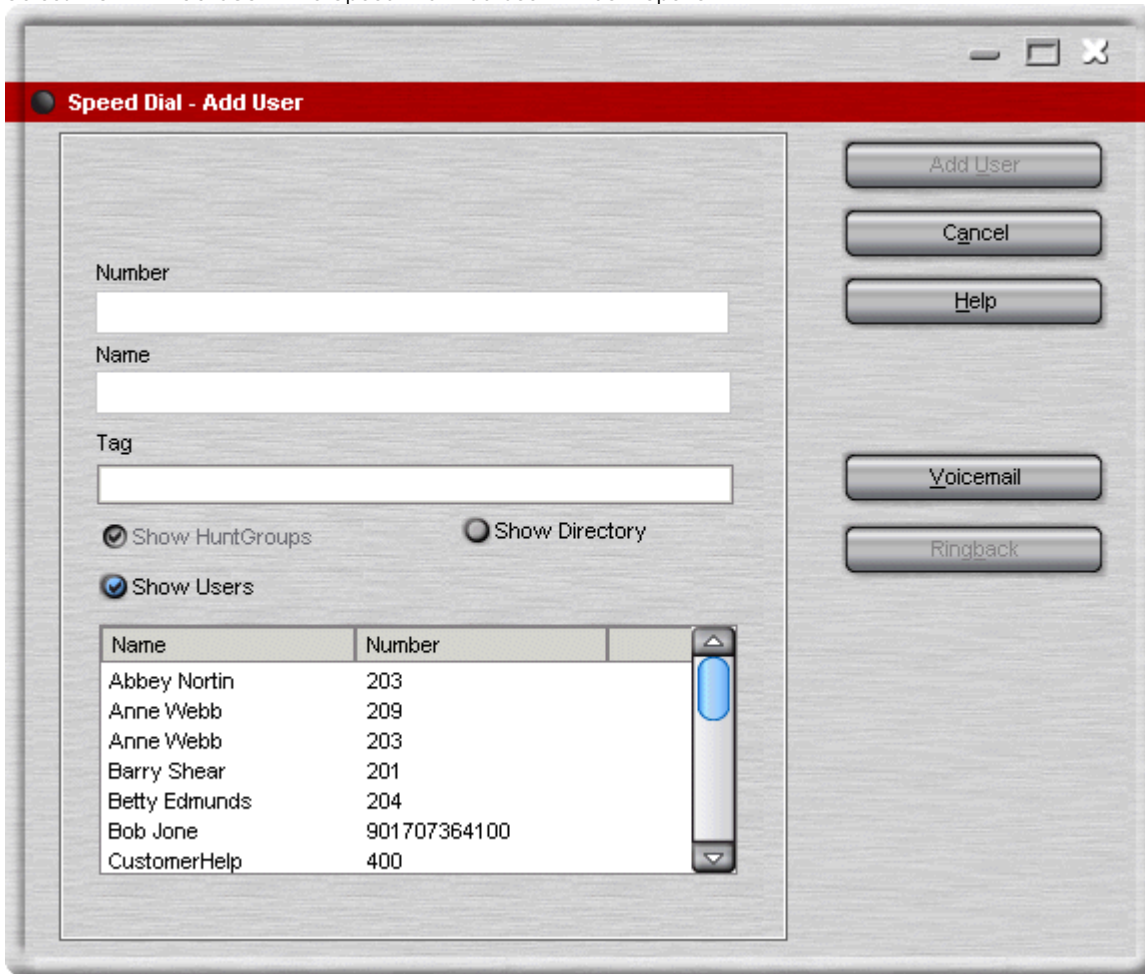 Speed Dial - Add User
Add User
Cancel
Help
Number
Name
Tag
Voicemail
Show HuntGroups
Show Directory
Ringback
Show Users
Name Number
Abbey Nortin 203
Anne Webb 209
Anne Webb 203
Barry Shear 201
Betty Edmunds 204
Bob Jone 901707364100
CustomerHelp 400